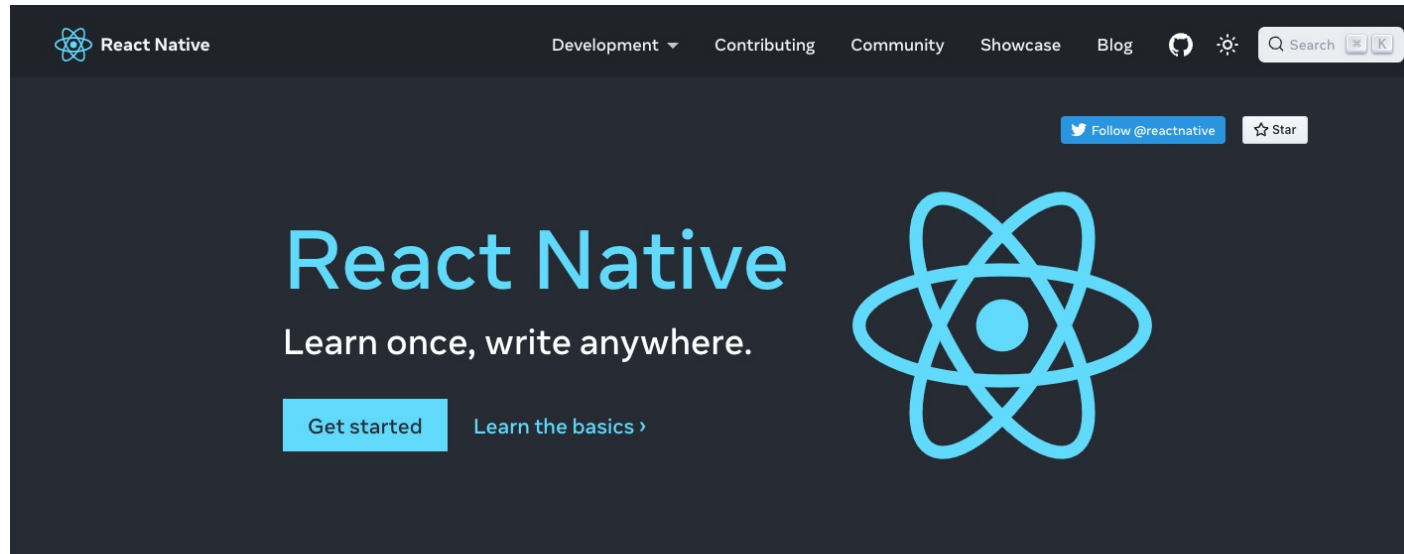 React Native
Development Contributing Community Showcase Blog Search ⌘ K
Follow @reactnative Star
React Native
Learn once, write anywhere.
Get started Learn the basics ›